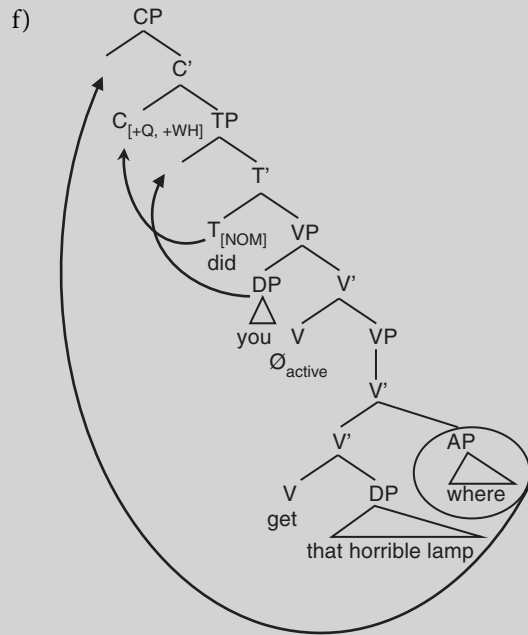 f)
CP
C'
C[+Q, +WH] TP
T'
T[NOM] VP
did
DP V'
you V VP
Øactive
V'
V' AP
where
V DP
get
that horrible lamp